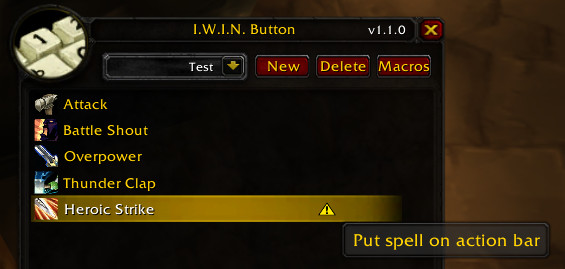 I.W.I.N. Button v1.1.0
Test New Delete Macros
Attack
Battle Shout
Overpower
Thunder Clap
Heroic Strike
Put spell on action bar
1